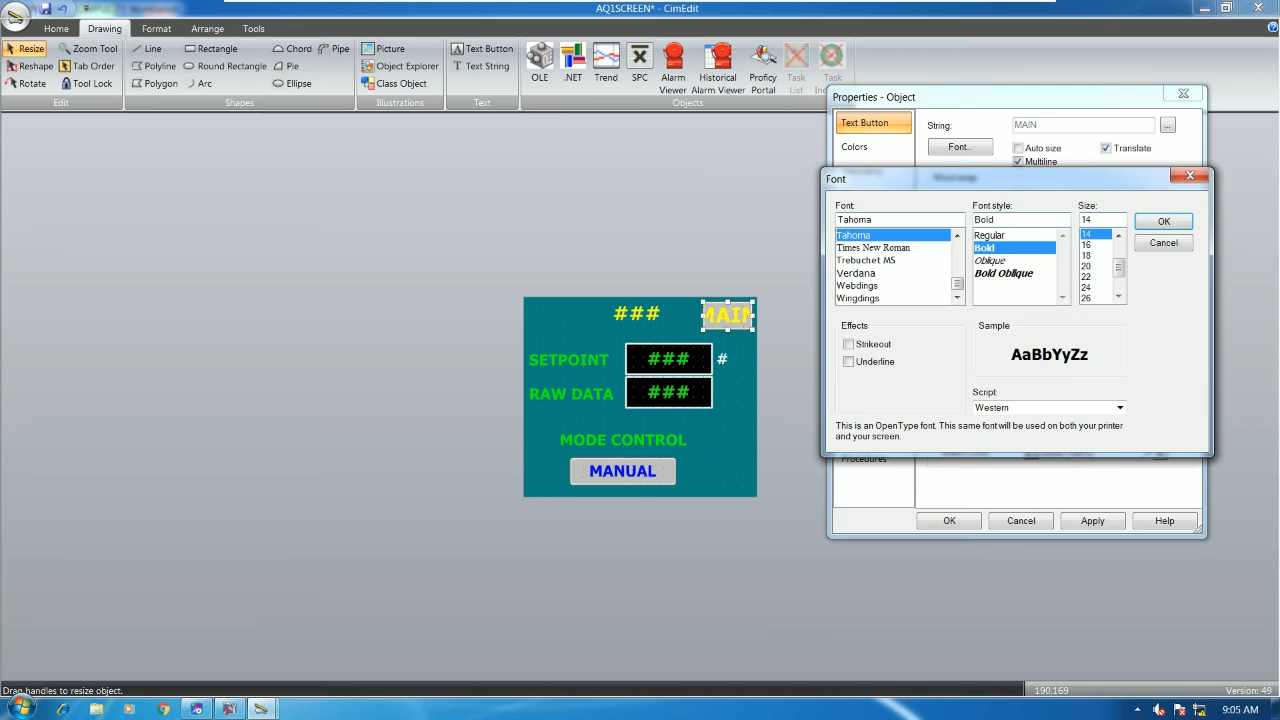 AQ1SCREEN* - CimEdit
Home Drawing Format Arrange Tools
Resize Zoom Tool Line Rectangle Chord Pipe Picture Text Button
Reshape Tab Order Polyline Round Rectangle Pie Object Explorer Text String
Rotate Tool Lock Polygon Arc Ellipse Class Object
OLE .NET Trend SPC Alarm Viewer Historical Alarm Viewer Proficy Portal Task List Task
Edit Shapes Illustrations Text Objects
Properties - Object
Text Button String: MAIN ...
Colors Font... Auto size Translate
Multiline
Font
Font: Font style: Size:
Tahoma Bold 14 OK
Tahoma Regular 14
Times New Roman Bold 16 Cancel
Trebuchet MS Oblique 18
Verdana Bold Oblique 20
Webdings 22
Wingdings 24
26
Effects Sample
Strikeout AaBbYyZz
Underline
Script:
Western
This is an OpenType font. This same font will be used on both your printer
and your screen.
Procedures
OK Cancel Apply Help
### MAIN
SETPOINT ### #
RAW DATA ###
MODE CONTROL
MANUAL
Drag handles to resize object. 190,169 Version: 49
9:05 AM